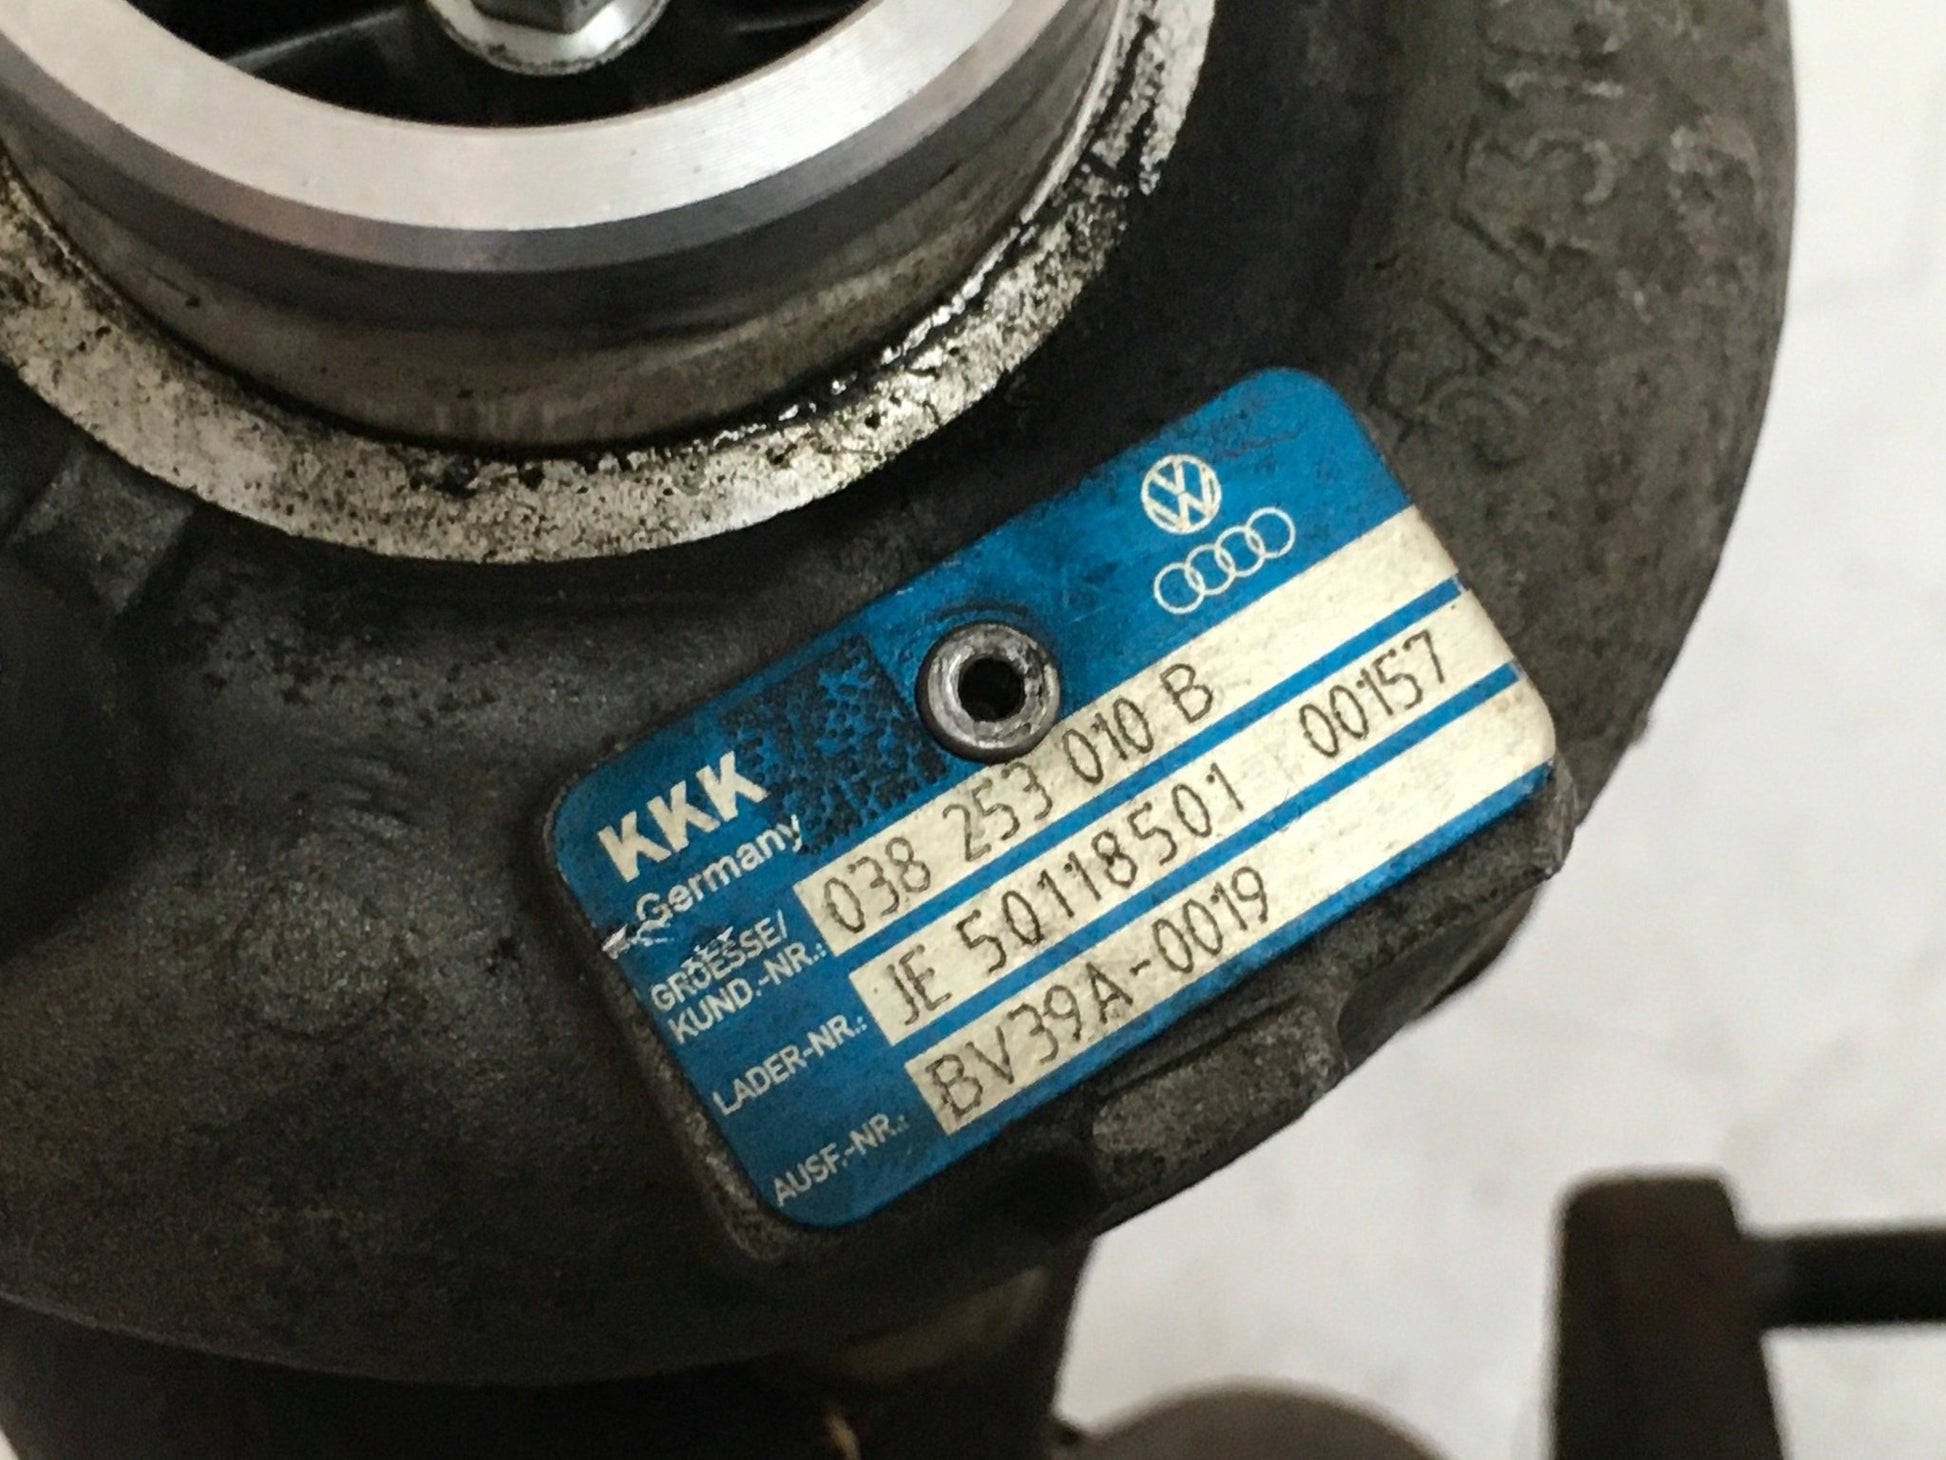 KKK
Germany
GROESSE/
KUND.-NR.: 038 253 010 B
LADER-NR.: JE 50118501 00157
AUSF.-NR.: BV39A-0019